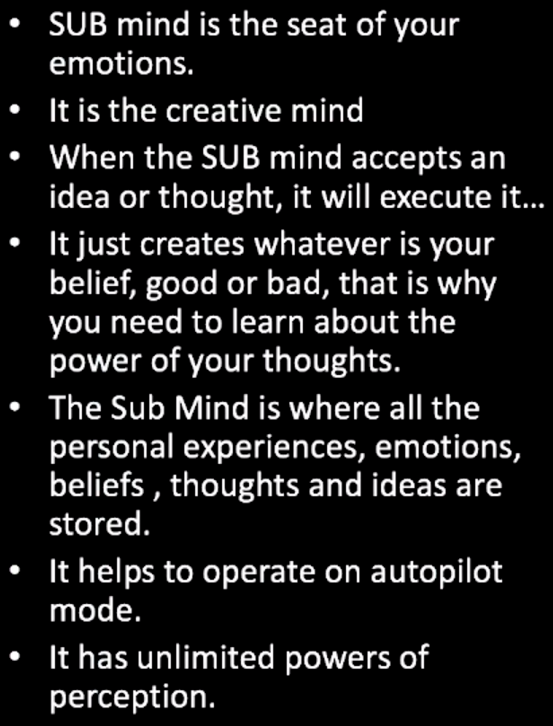 • SUB mind is the seat of your
emotions.
• It is the creative mind
• When the SUB mind accepts an
idea or thought, it will execute it...
• It just creates whatever is your
belief, good or bad, that is why
you need to learn about the
power of your thoughts.
• The Sub Mind is where all the
personal experiences, emotions,
beliefs , thoughts and ideas are
stored.
• It helps to operate on autopilot
mode.
• It has unlimited powers of
perception.